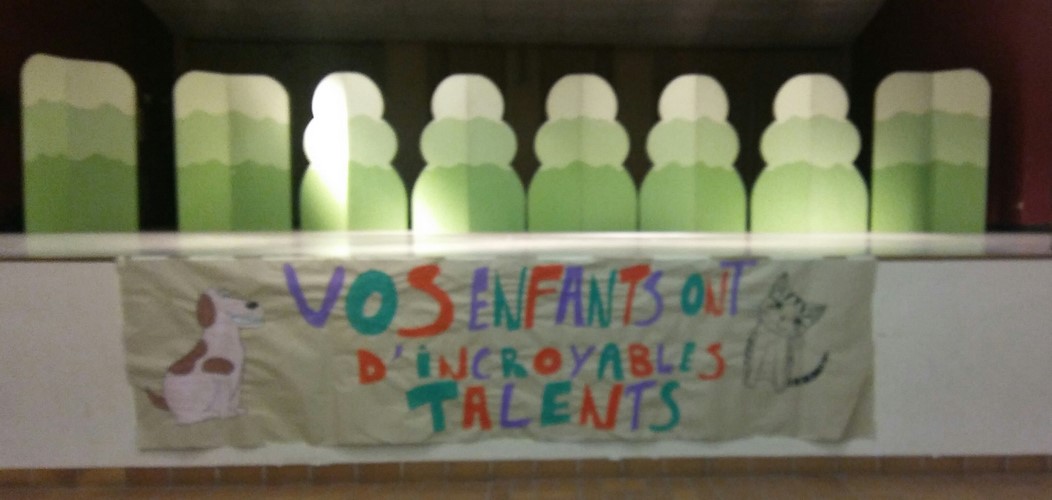 VOS ENFANTS ONT
D'iNCROYABLES
TALENTS